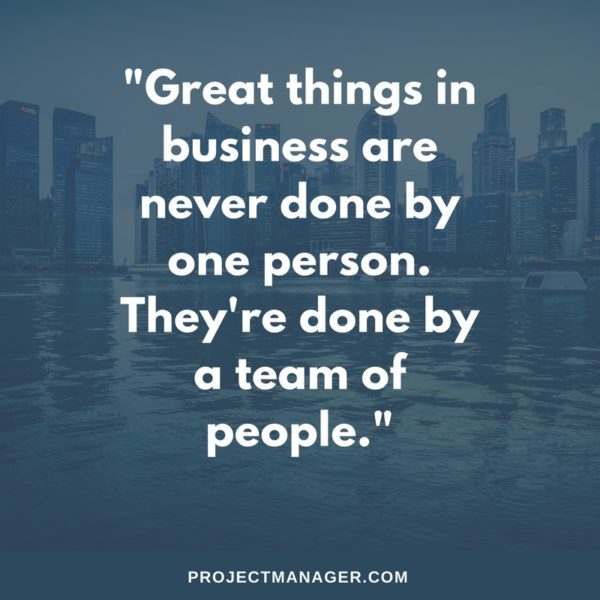 "Great things in
business are
never done by
one person.
They're done by
a team of
people."
PROJECTMANAGER.COM